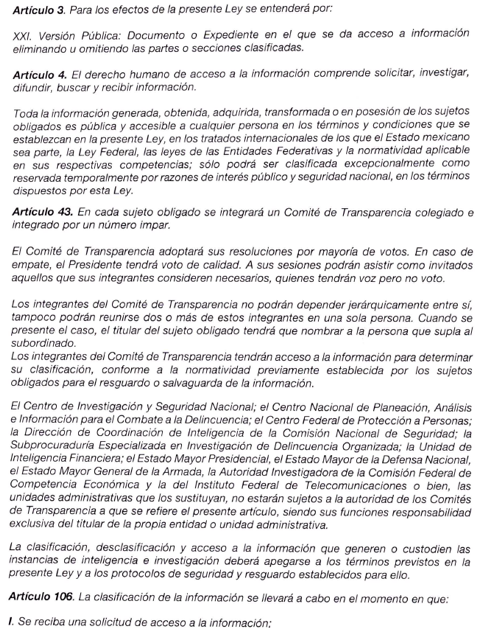 Artículo 3. Para los efectos de la presente Ley se entenderá por:
XXI. Versión Pública: Documento o Expediente en el que se da acceso a información
eliminando u omitiendo las partes o secciones clasificadas.
Artículo 4. El derecho humano de acceso a la información comprende solicitar, investigar,
difundir, buscar y recibir información.
Toda la información generada, obtenida, adquirida, transformada o en posesión de los sujetos
obligados es pública y accesible a cualquier persona en los términos y condiciones que se
establezcan en la presente Ley, en los tratados internacionales de los que el Estado mexicano
sea parte, la Ley Federal, las leyes de las Entidades Federativas y la normatividad aplicable
en sus respectivas competencias; sólo podrá ser clasificada excepcionalmente como
reservada temporalmente por razones de interés público y seguridad nacional, en los términos
dispuestos por esta Ley.
Artículo 43. En cada sujeto obligado se integrará un Comité de Transparencia colegiado e
integrado por un número impar.
El Comité de Transparencia adoptará sus resoluciones por mayoría de votos. En caso de
empate, el Presidente tendrá voto de calidad. A sus sesiones podrán asistir como invitados
aquellos que sus integrantes consideren necesarios, quienes tendrán voz pero no voto.
Los integrantes del Comité de Transparencia no podrán depender jerárquicamente entre sí,
tampoco podrán reunirse dos o más de estos integrantes en una sola persona. Cuando se
presente el caso, el titular del sujeto obligado tendrá que nombrar a la persona que supla al
subordinado.
Los integrantes del Comité de Transparencia tendrán acceso a la información para determinar
su clasificación, conforme a la normatividad previamente establecida por los sujetos
obligados para el resguardo o salvaguarda de la información.
El Centro de Investigación y Seguridad Nacional; el Centro Nacional de Planeación, Análisis
e Información para el Combate a la Delincuencia; el Centro Federal de Protección a Personas;
la Dirección de Coordinación de Inteligencia de la Comisión Nacional de Seguridad; la
Subprocuraduría Especializada en Investigación de Delincuencia Organizada; la Unidad de
Inteligencia Financiera; el Estado Mayor Presidencial, el Estado Mayor de la Defensa Nacional,
el Estado Mayor General de la Armada, la Autoridad Investigadora de la Comisión Federal de
Competencia Económica y la del Instituto Federal de Telecomunicaciones o bien, las
unidades administrativas que los sustituyan, no estarán sujetos a la autoridad de los Comités
de Transparencia a que se refiere el presente artículo, siendo sus funciones responsabilidad
exclusiva del titular de la propia entidad o unidad administrativa.
La clasificación, desclasificación y acceso a la información que generen o custodien las
instancias de inteligencia e investigación deberá apegarse a los términos previstos en la
presente Ley y a los protocolos de seguridad y resguardo establecidos para ello.
Artículo 106. La clasificación de la información se llevará a cabo en el momento en que:
I. Se reciba una solicitud de acceso a la información;